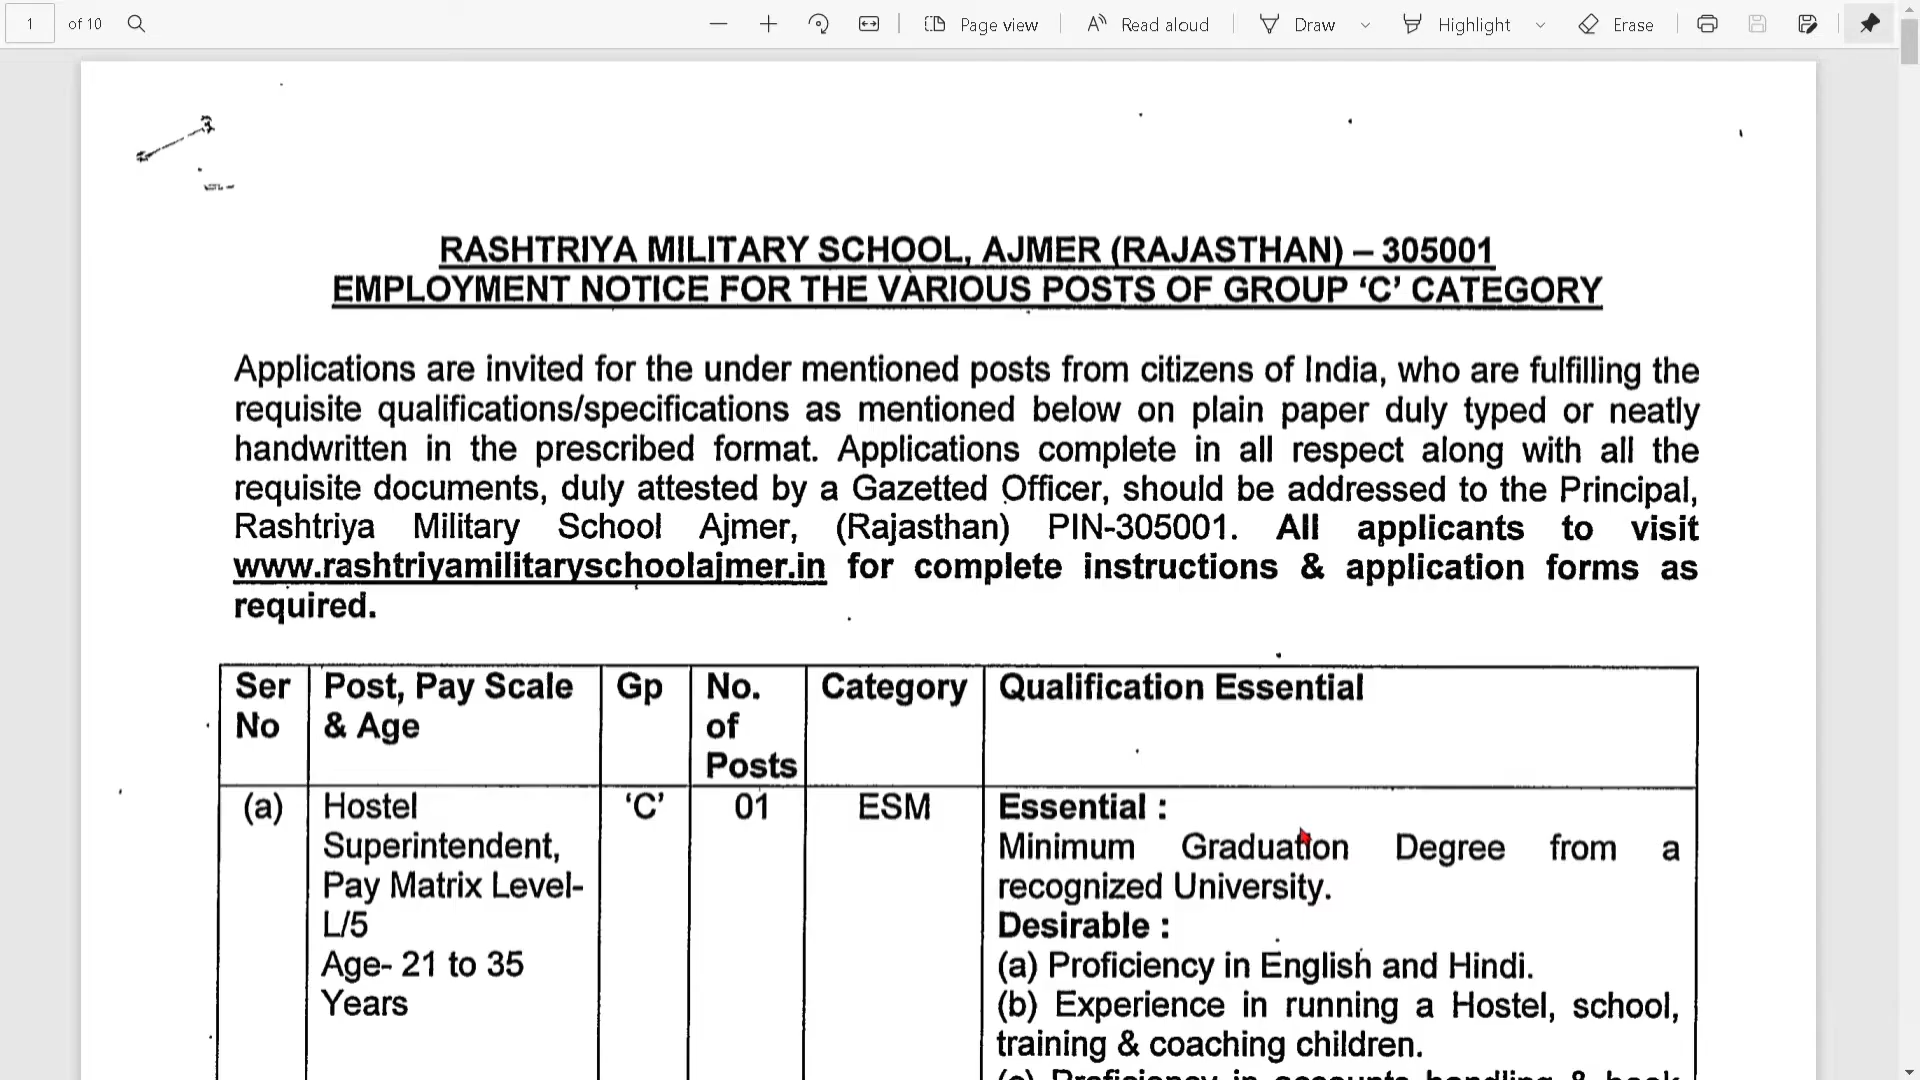 1 of 10 Page view Read aloud Draw Highlight Erase
RASHTRIYA MILITARY SCHOOL, AJMER (RAJASTHAN) – 305001
EMPLOYMENT NOTICE FOR THE VARIOUS POSTS OF GROUP ‘C’ CATEGORY
Applications are invited for the under mentioned posts from citizens of India, who are fulfilling the
requisite qualifications/specifications as mentioned below on plain paper duly typed or neatly
handwritten in the prescribed format. Applications complete in all respect along with all the
requisite documents, duly attested by a Gazetted Officer, should be addressed to the Principal,
Rashtriya Military School Ajmer, (Rajasthan) PIN-305001. All applicants to visit
www.rashtriyamilitaryschoolajmer.in for complete instructions & application forms as
required.
Ser No
Post, Pay Scale & Age
Gp
No. of Posts
Category
Qualification Essential
(a)
Hostel
Superintendent,
Pay Matrix Level-
L/5
Age- 21 to 35
Years
‘C’
01
ESM
Essential :
Minimum Graduation Degree from a
recognized University.
Desirable :
(a) Proficiency in English and Hindi.
(b) Experience in running a Hostel, school,
training & coaching children.